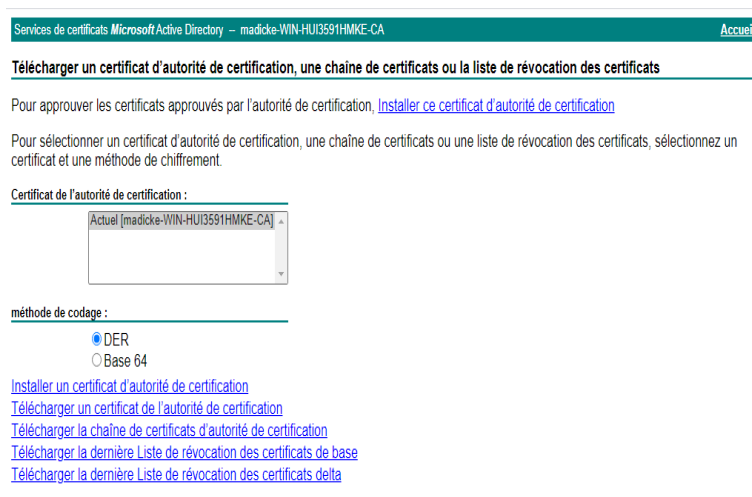 Services de certificats Microsoft Active Directory -- madicke-WIN-HUI3591HMKE-CA Accueil
Télécharger un certificat d'autorité de certification, une chaîne de certificats ou la liste de révocation des certificats
Pour approuver les certificats approuvés par l'autorité de certification, Installer ce certificat d'autorité de certification
Pour sélectionner un certificat d'autorité de certification, une chaîne de certificats ou une liste de révocation des certificats, sélectionnez un
certificat et une méthode de chiffrement.
Certificat de l'autorité de certification :
Actuel [madicke-WIN-HUI3591HMKE-CA]
méthode de codage :
DER
Base 64
Installer un certificat d'autorité de certification
Télécharger un certificat de l'autorité de certification
Télécharger la chaîne de certificats d'autorité de certification
Télécharger la dernière Liste de révocation des certificats de base
Télécharger la dernière Liste de révocation des certificats delta